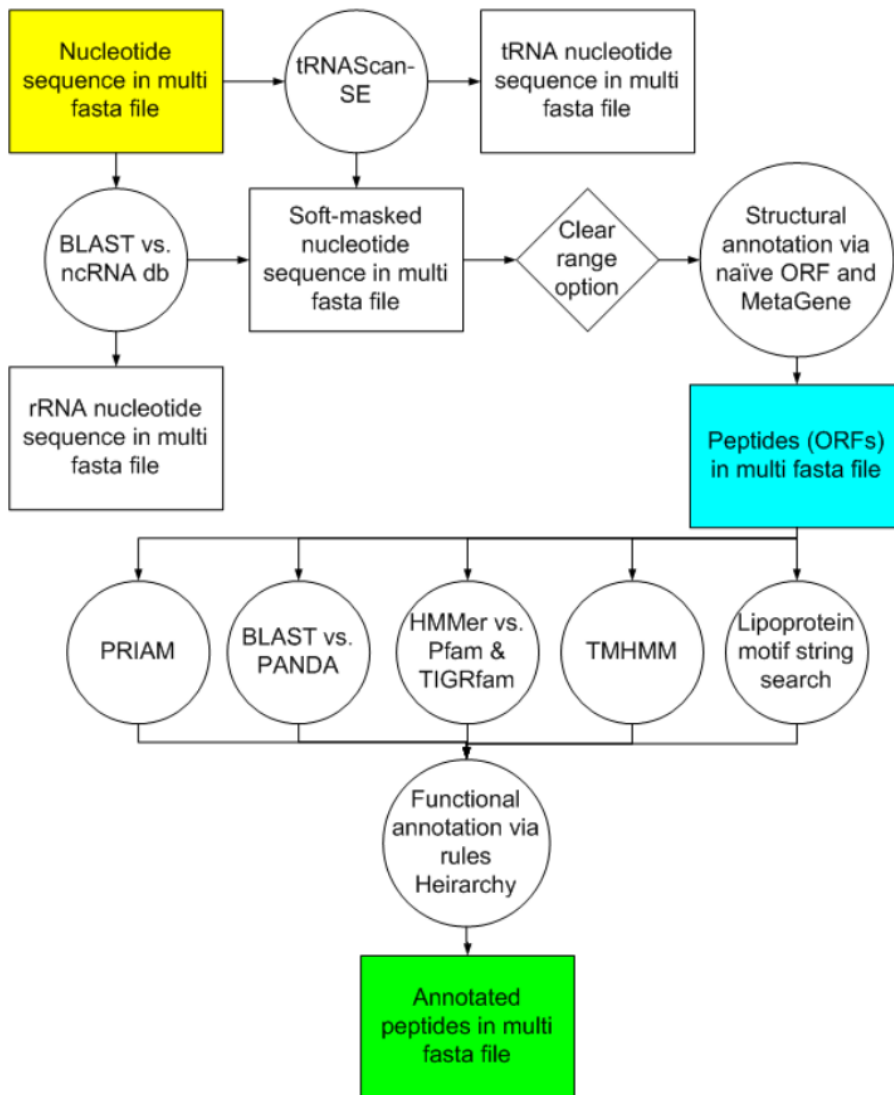 Nucleotide
sequence in multi
fasta file
tRNAScan-
SE
tRNA nucleotide
sequence in multi
fasta file
BLAST vs.
ncRNA db
Soft-masked
nucleotide
sequence in multi
fasta file
Clear
range
option
Structural
annotation via
naïve ORF and
MetaGene
rRNA nucleotide
sequence in multi
fasta file
Peptides (ORFs)
in multi fasta file
PRIAM
BLAST vs.
PANDA
HMMer vs.
Pfam &
TIGRfam
TMHMM
Lipoprotein
motif string
search
Functional
annotation via
rules
Heirarchy
Annotated
peptides in multi
fasta file